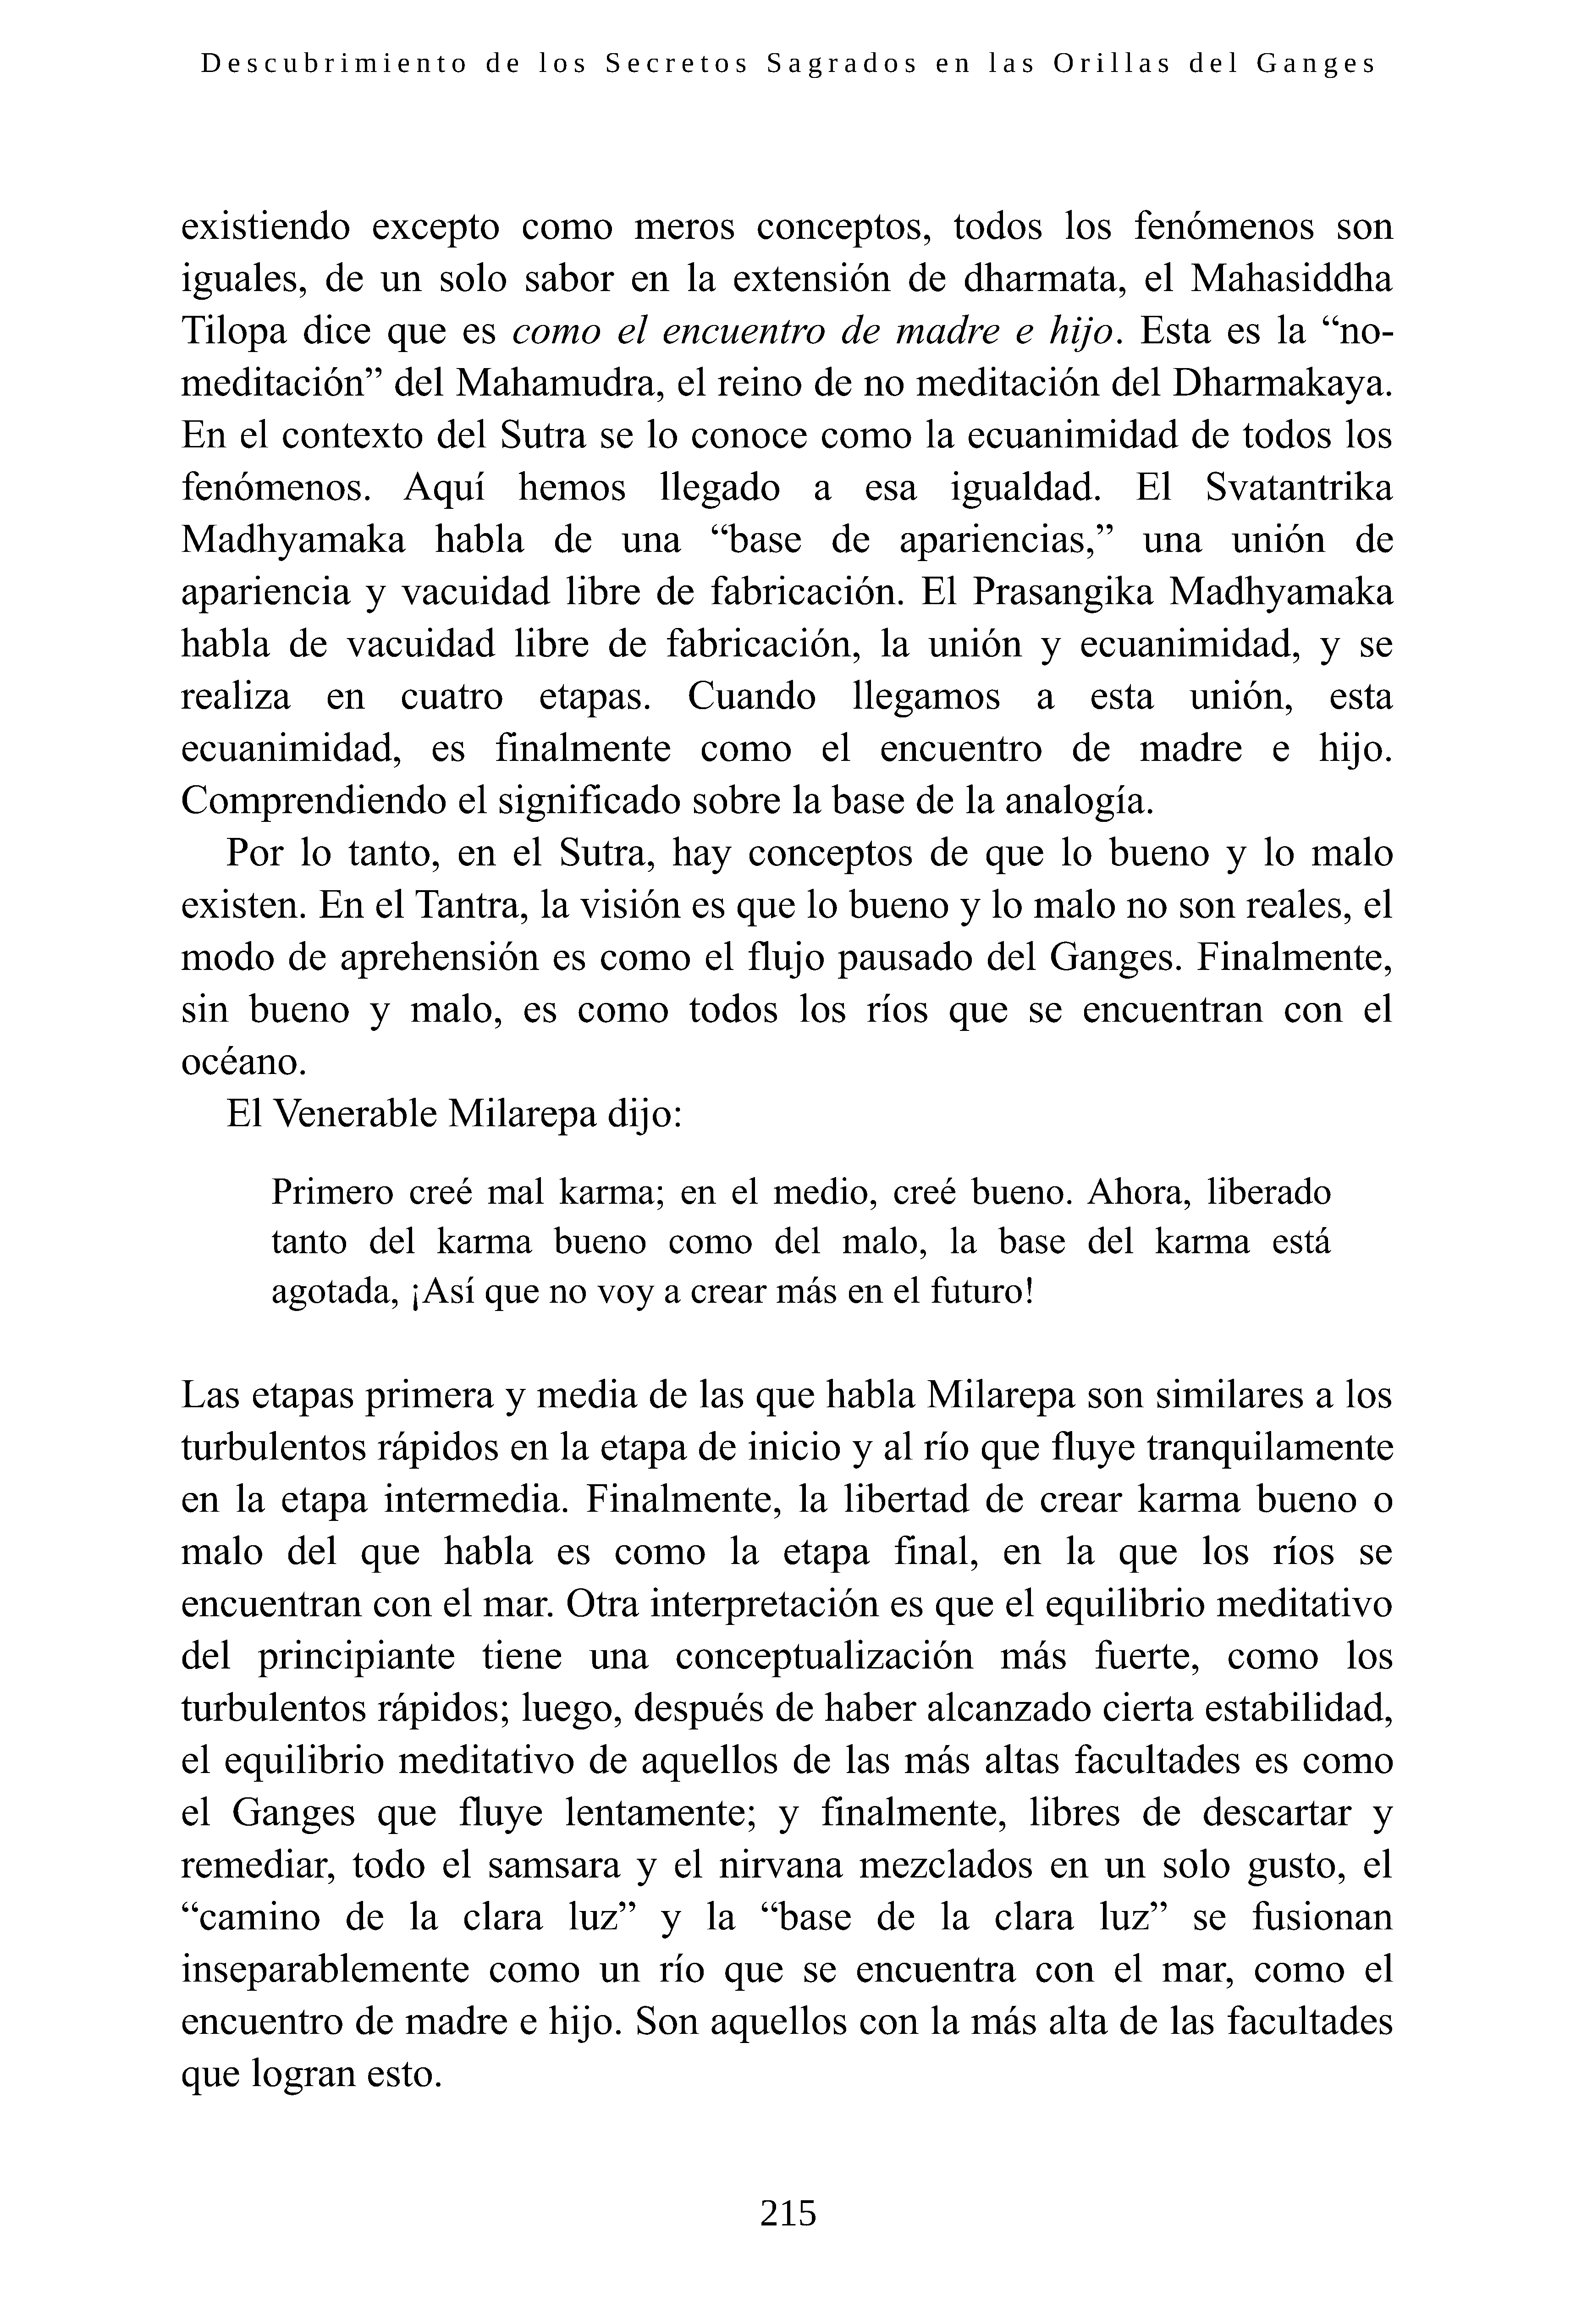 Descubrimiento de los Secretos Sagrados en las Orillas del Ganges
existiendo excepto como meros conceptos, todos los fenómenos son
iguales, de un solo sabor en la extensión de dharmata, el Mahasiddha
Tilopa dice que es como el encuentro de madre e hijo. Esta es la “no-
meditación” del Mahamudra, el reino de no meditación del Dharmakaya.
En el contexto del Sutra se lo conoce como la ecuanimidad de todos los
fenómenos. Aquí hemos llegado a esa igualdad. El Svatantrika
Madhyamaka habla de una “base de apariencias,” una unión de
apariencia y vacuidad libre de fabricación. El Prasangika Madhyamaka
habla de vacuidad libre de fabricación, la unión y ecuanimidad, y se
realiza en cuatro etapas. Cuando llegamos a esta unión, esta
ecuanimidad, es finalmente como el encuentro de madre e hijo.
Comprendiendo el significado sobre la base de la analogía.
Por lo tanto, en el Sutra, hay conceptos de que lo bueno y lo malo
existen. En el Tantra, la visión es que lo bueno y lo malo no son reales, el
modo de aprehensión es como el flujo pausado del Ganges. Finalmente,
sin bueno y malo, es como todos los ríos que se encuentran con el
océano.
El Venerable Milarepa dijo:
Primero creé mal karma; en el medio, creé bueno. Ahora, liberado
tanto del karma bueno como del malo, la base del karma está
agotada, ¡Así que no voy a crear más en el futuro!
Las etapas primera y media de las que habla Milarepa son similares a los
turbulentos rápidos en la etapa de inicio y al río que fluye tranquilamente
en la etapa intermedia. Finalmente, la libertad de crear karma bueno o
malo del que habla es como la etapa final, en la que los ríos se
encuentran con el mar. Otra interpretación es que el equilibrio meditativo
del principiante tiene una conceptualización más fuerte, como los
turbulentos rápidos; luego, después de haber alcanzado cierta estabilidad,
el equilibrio meditativo de aquellos de las más altas facultades es como
el Ganges que fluye lentamente; y finalmente, libres de descartar y
remediar, todo el samsara y el nirvana mezclados en un solo gusto, el
“camino de la clara luz” y la “base de la clara luz” se fusionan
inseparablemente como un río que se encuentra con el mar, como el
encuentro de madre e hijo. Son aquellos con la más alta de las facultades
que logran esto.
215